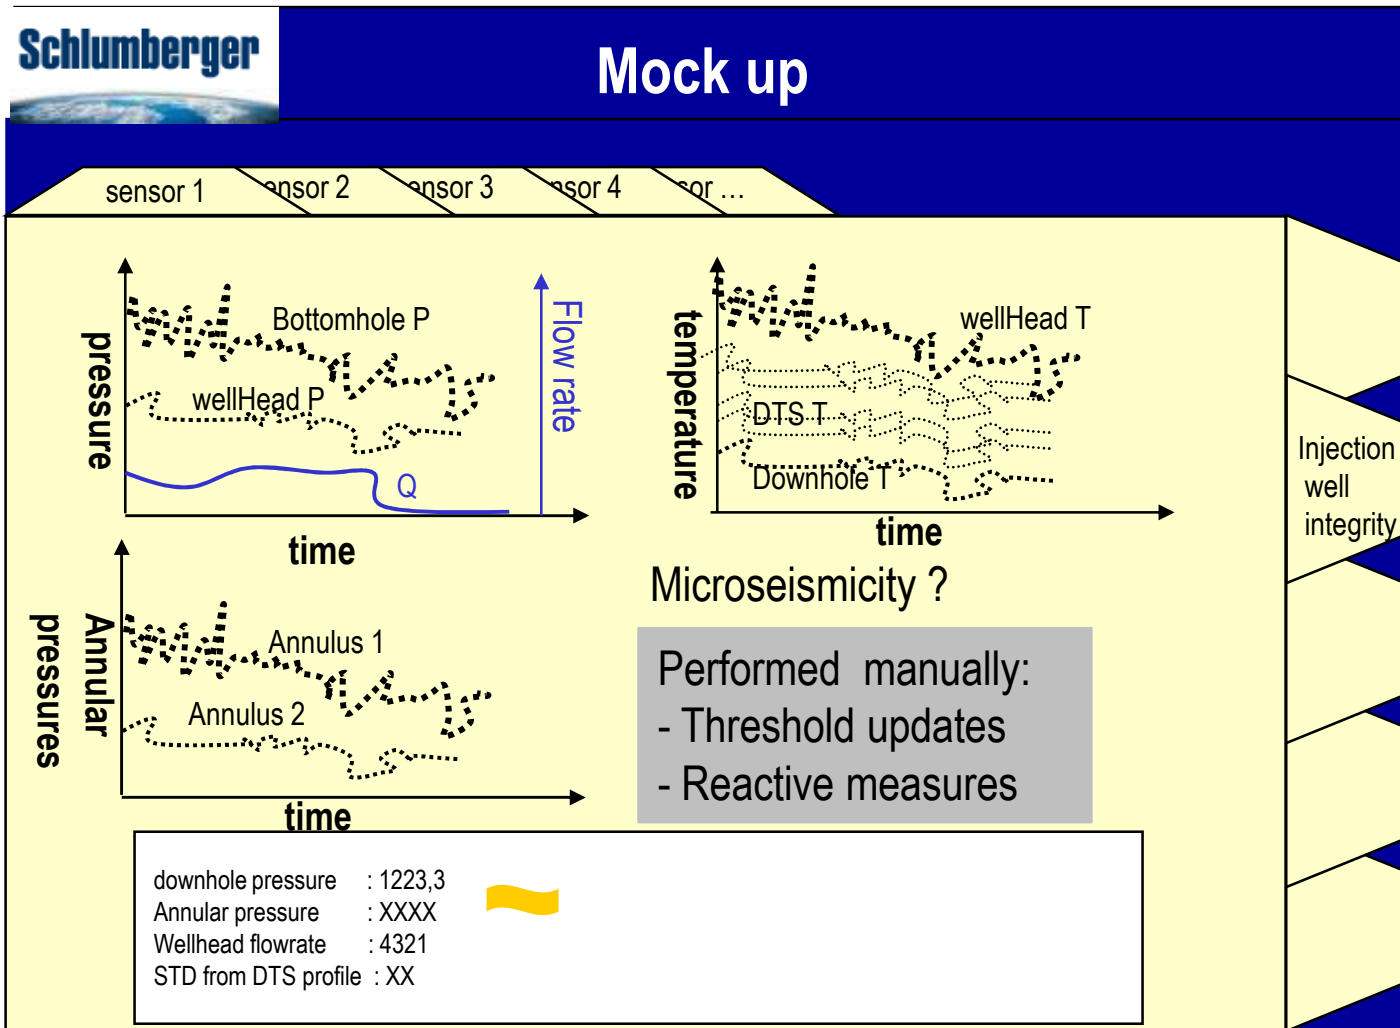 Schlumberger
Mock up
sensor 1
ensor 2
ensor 3
nsor 4
sor ...
pressure
Bottomhole P
wellHead P
Q
Flow rate
time
temperature
wellHead T
DTS T
Downhole T
time
Injection
well
integrity
Annular
pressures
Annulus 1
Annulus 2
time
Microseismicity ?
Performed manually:
- Threshold updates
- Reactive measures
downhole pressure : 1223,3
Annular pressure : XXXX
Wellhead flowrate : 4321
STD from DTS profile : XX